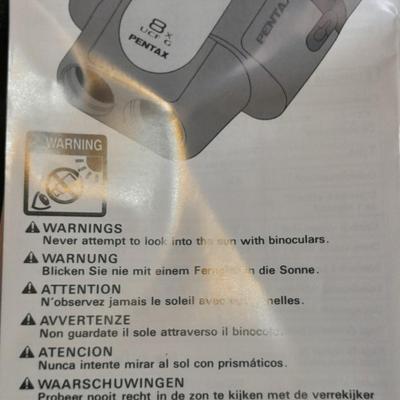 8x
UCF G
PENTAX
PENTAX
WARNING
WARNINGS
Never attempt to look into the sun with binoculars.
WARNUNG
Blicken Sie nie mit einem in die Sonne.
ATTENTION
N'observez jamais le soleil avec
AVVERTENZE
Non guardate il sole attraverso il
ATENCION
Nunca intente mirar al sol con prismáticos.
WAARSCHUWINGEN
Probeer nooit recht in de zon te kijken met de verrekijker